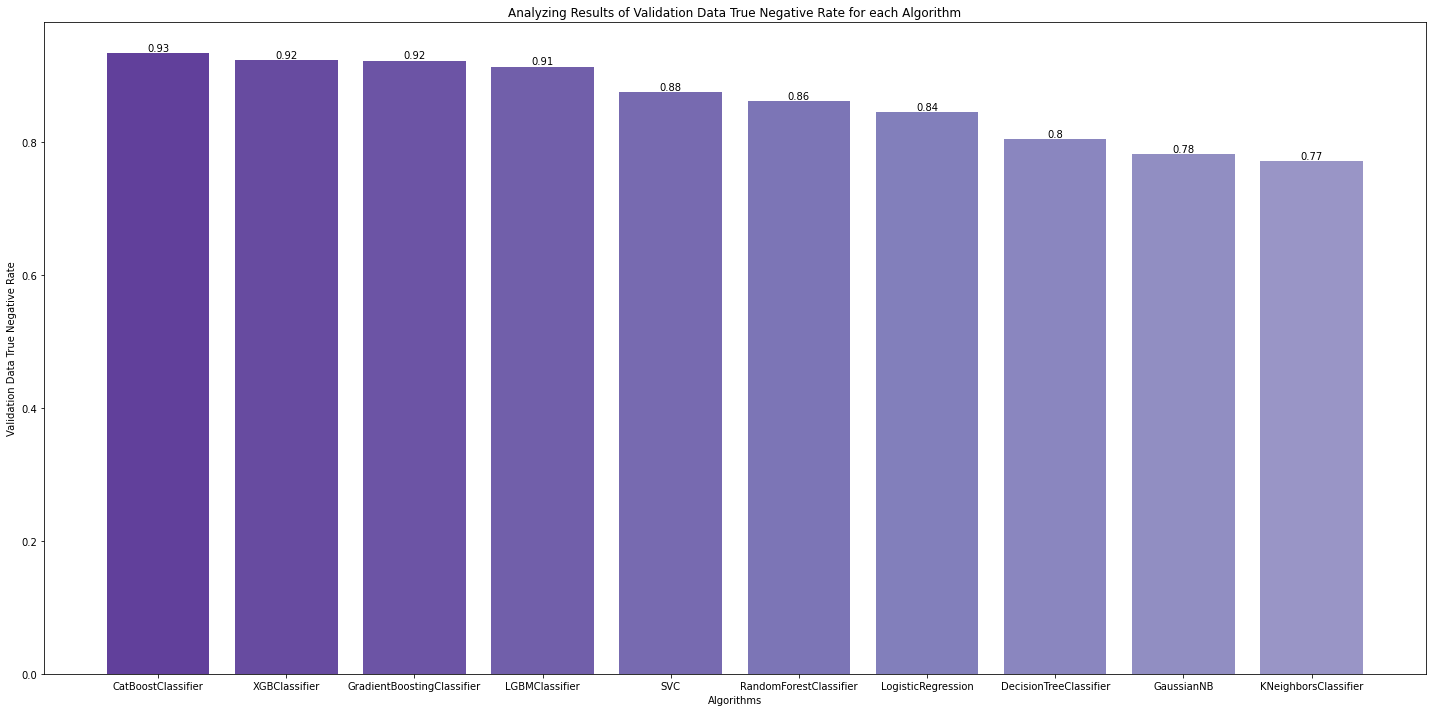 Analyzing Results of Validation Data True Negative Rate for each Algorithm
Validation Data True Negative Rate
0.8
0.6
0.4
0.2
0.0
0.93
0.92
0.92
0.91
0.88
0.86
0.84
0.8
0.78
0.77
CatBoostClassifier
XGBClassifier
GradientBoostingClassifier
LGBMClassifier
SVC
RandomForestClassifier
LogisticRegression
DecisionTreeClassifier
GaussianNB
KNeighborsClassifier
Algorithms